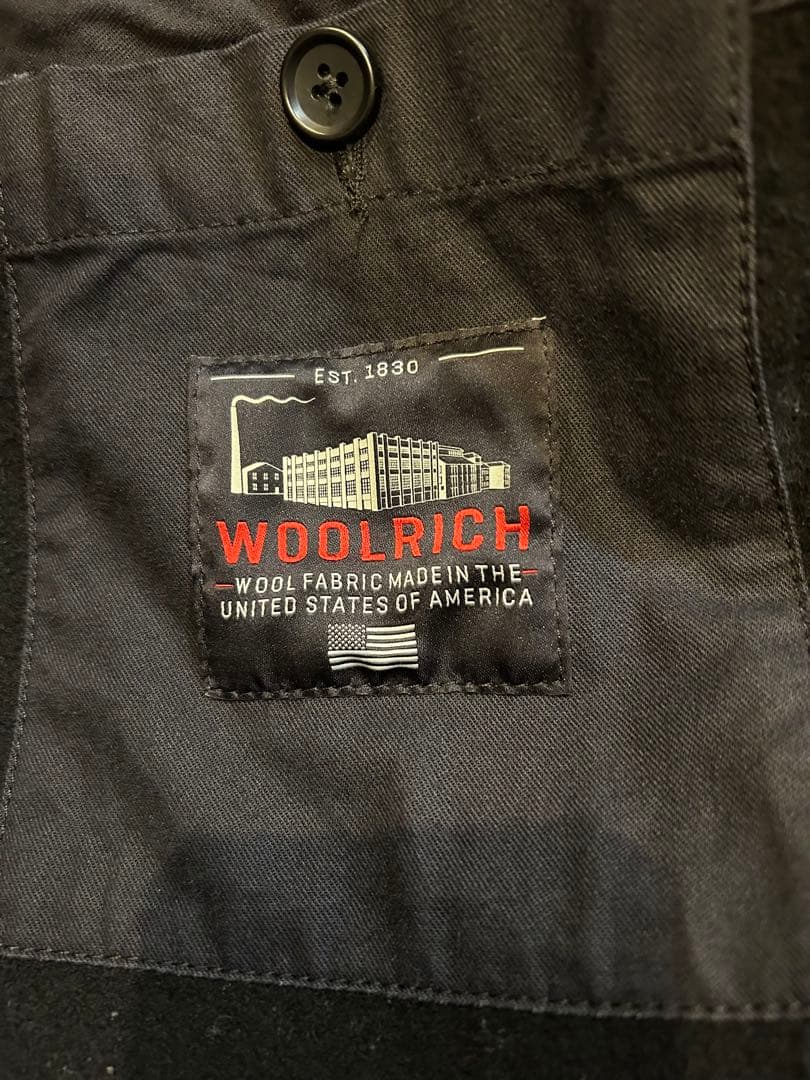 EST. 1830
WOOLRICH
WOOL FABRIC MADE IN THE
UNITED STATES OF AMERICA